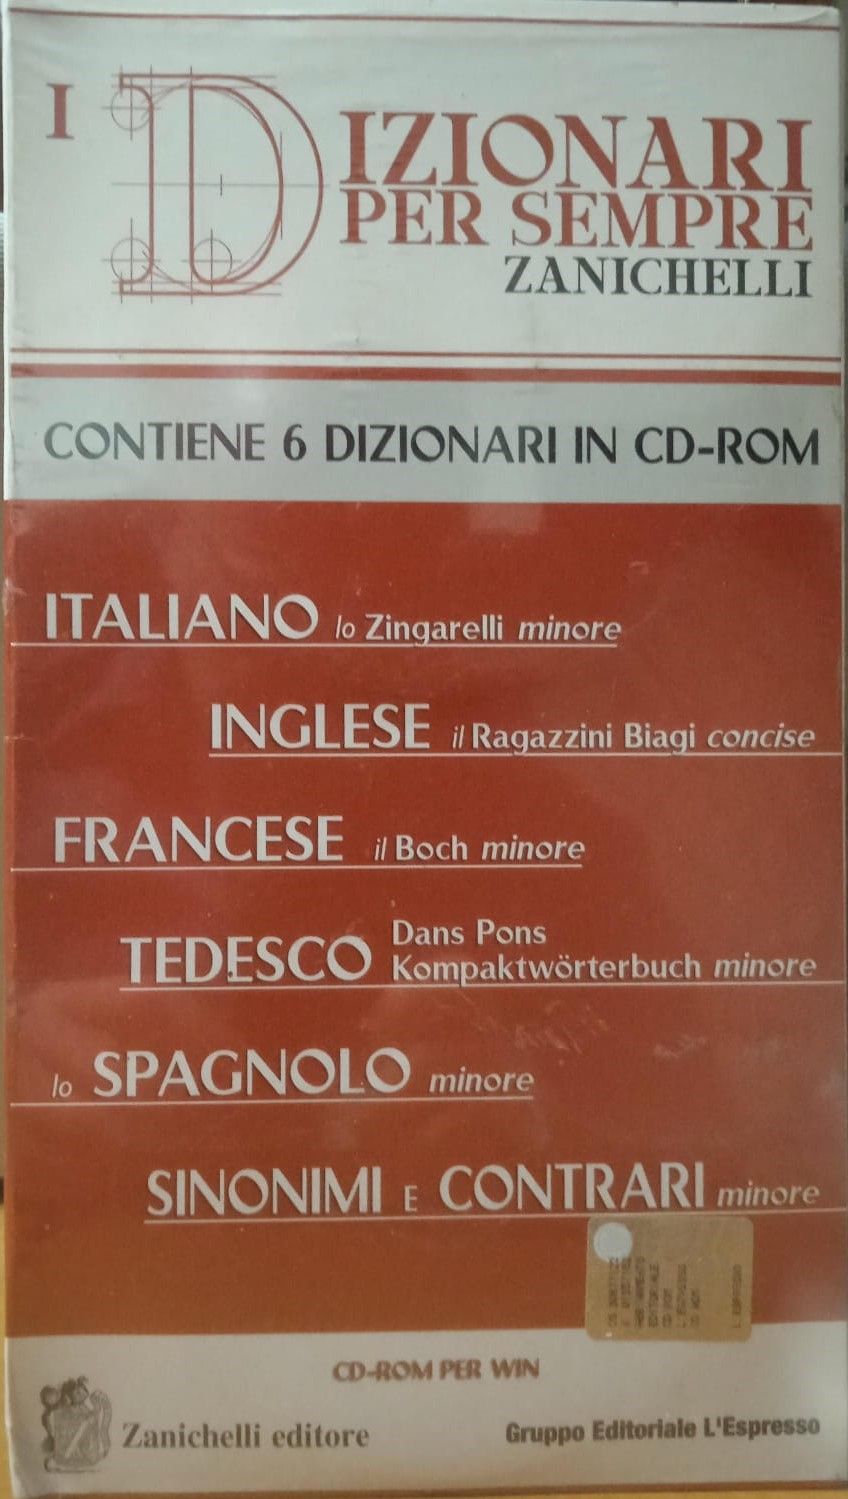 I DIZIONARI
PER SEMPRE
ZANICHELLI
CONTIENE 6 DIZIONARI IN CD-ROM
ITALIANO lo Zingarelli minore
INGLESE il Ragazzini Biagi concise
FRANCESE il Boch minore
TEDESCO Dans Pons
Kompaktwörterbuch minore
lo SPAGNOLO minore
SINONIMI E CONTRARI minore
EDITORIALE
CD-ROM PER WIN
Zanichelli editore
Gruppo Editoriale L'Espresso